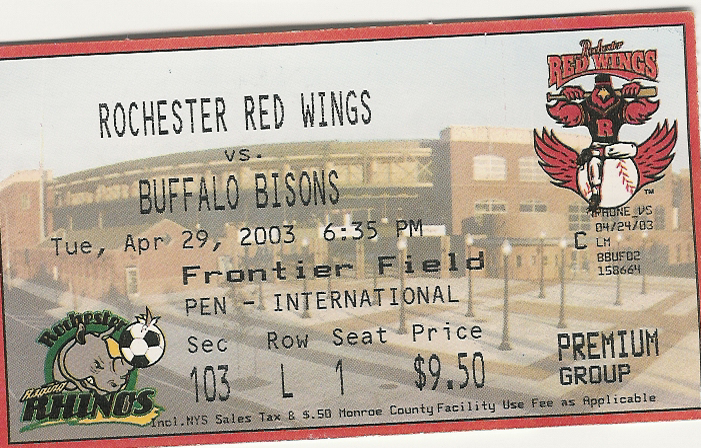 Rochester
RED WINGS
ROCHESTER RED WINGS
vs.
BUFFALO BISONS
R
TM
Tue, Apr 29, 2003 6:35 PM
PHONE VS
04/24/03
C LM
BBUF02
158664
Frontier Field
PEN - INTERNATIONAL
Rochester
RAGING
RHINOS
Sec Row Seat Price
103 L 1 $9.50
PREMIUM
GROUP
Incl.NYS Sales Tax & $.50 Monroe County Facility Use Fee as Applicable